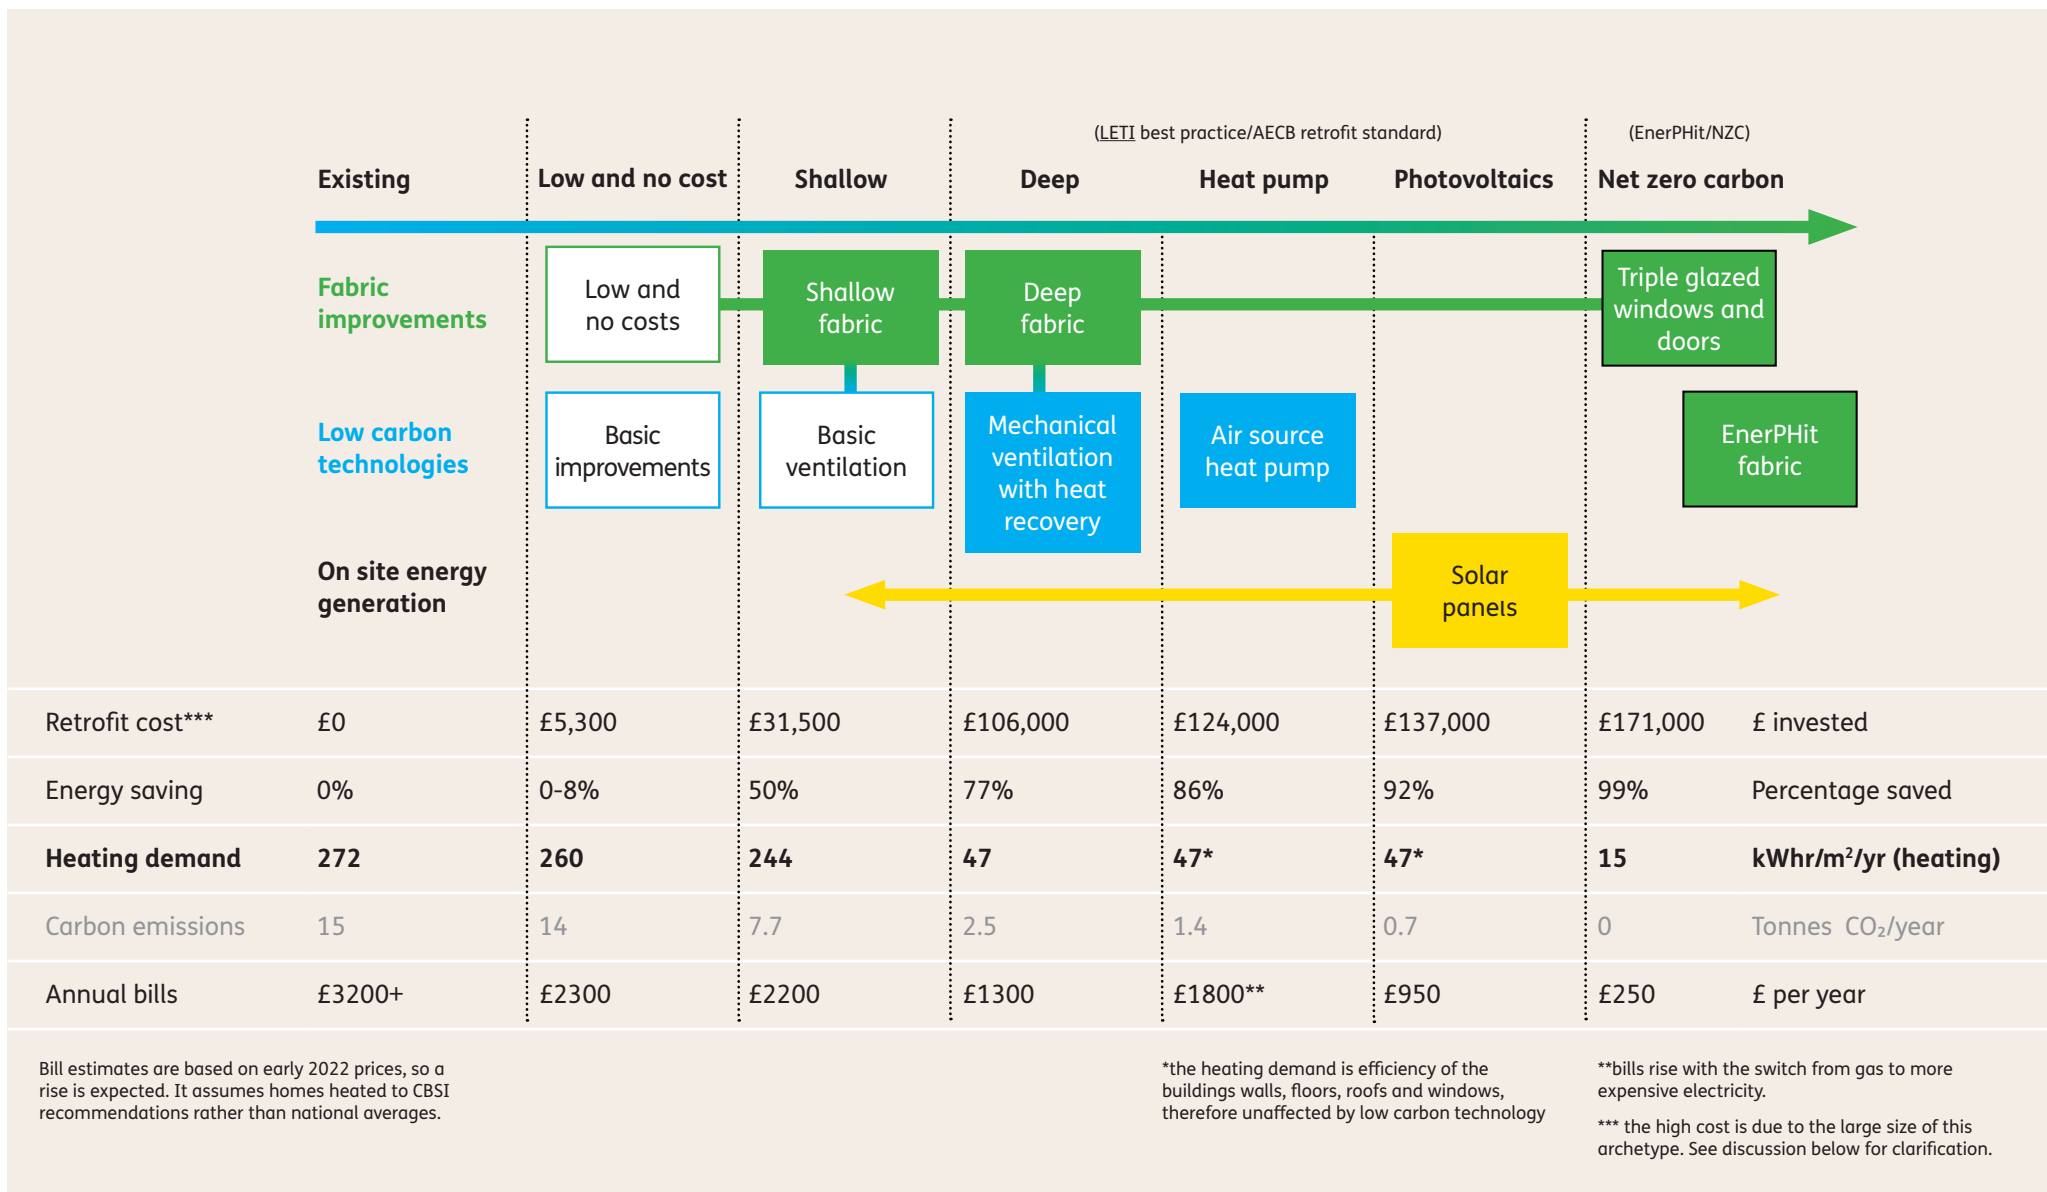 (LETI best practice/AECB retrofit standard)
(EnerPHit/NZC)
Existing
Low and no cost
Shallow
Deep
Heat pump
Photovoltaics
Net zero carbon
Fabric
improvements
Low and
no costs
Shallow
fabric
Deep
fabric
Triple glazed
windows and
doors
Low carbon
technologies
Basic
improvements
Basic
ventilation
Mechanical
ventilation
with heat
recovery
Air source
heat pump
EnerPHit
fabric
On site energy
generation
Solar
panels
Retrofit cost*** £0 £5,300 £31,500 £106,000 £124,000 £137,000 £171,000 £ invested
Energy saving 0% 0-8% 50% 77% 86% 92% 99% Percentage saved
Heating demand 272 260 244 47 47* 47* 15 kWhr/m²/yr (heating)
Carbon emissions 15 14 7.7 2.5 1.4 0.7 0 Tonnes CO₂/year
Annual bills £3200+ £2300 £2200 £1300 £1800** £950 £250 £ per year
Bill estimates are based on early 2022 prices, so a
rise is expected. It assumes homes heated to CBSI
recommendations rather than national averages.
*the heating demand is efficiency of the
buildings walls, floors, roofs and windows,
therefore unaffected by low carbon technology
**bills rise with the switch from gas to more
expensive electricity.
*** the high cost is due to the large size of this
archetype. See discussion below for clarification.